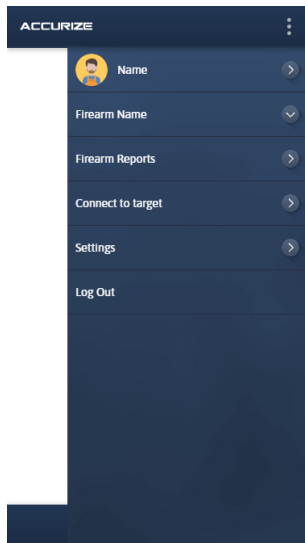 ACCURIZE
Name
Firearm Name
Firearm Reports
Connect to target
Settings
Log Out